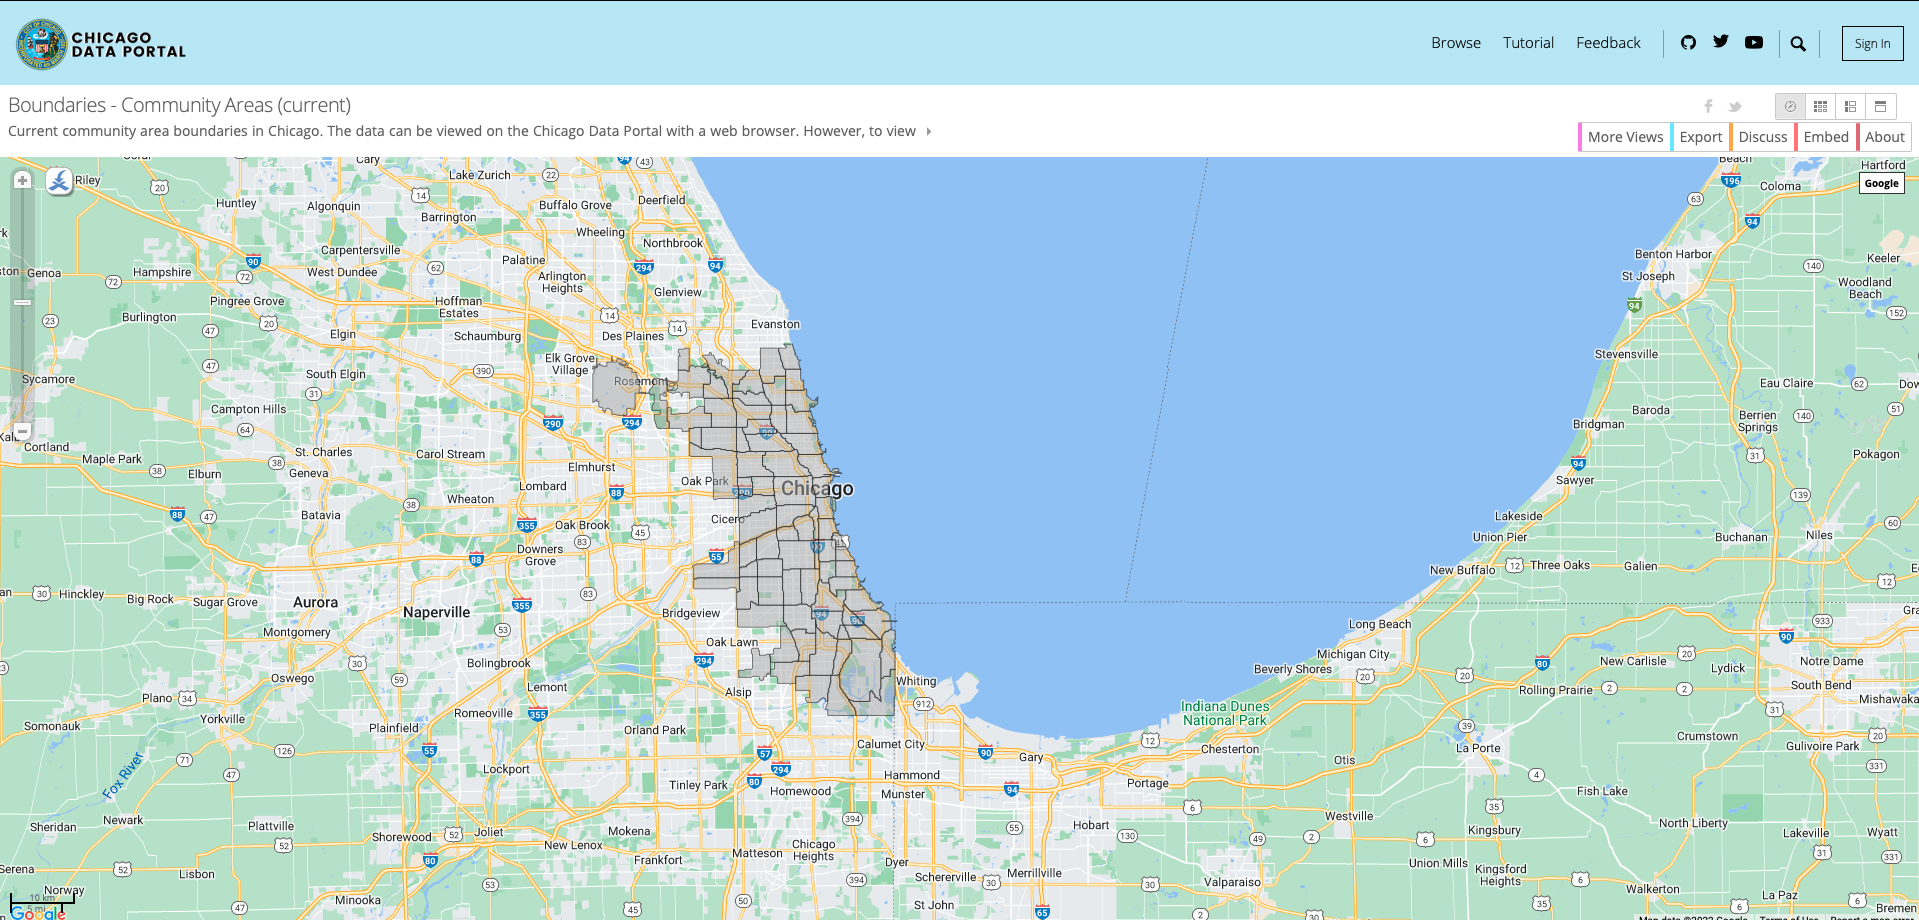 CHICAGO
DATA PORTAL
Browse Tutorial Feedback
Sign In
Boundaries - Community Areas (current)
Current community area boundaries in Chicago. The data can be viewed on the Chicago Data Portal with a web browser. However, to view
More Views Export Discuss Embed About
Google
Cary
Riley
Lake Zurich
Deerfield
Huntley
Algonquin
Barrington
Buffalo Grove
Wheeling
Northbrook
Carpentersville
Palatine
Genoa
Hampshire
West Dundee
Arlington
Heights
Glenview
Pingree Grove
Hoffman
Estates
Burlington
Elgin
Schaumburg
Des Plaines
Evanston
Elk Grove
Village
South Elgin
Rosemont
Sycamore
Campton Hills
Cortland
Maple Park
Elburn
St. Charles
Geneva
Carol Stream
Elmhurst
Lombard
Oak Park
Chicago
Wheaton
Batavia
Oak Brook
Cicero
Downers
Grove
Hinckley
Big Rock
Sugar Grove
Aurora
Naperville
Bridgeview
Montgomery
Oak Lawn
Bolingbrook
Oswego
Lemont
Alsip
Whiting
Plano
Somonauk
Yorkville
Plainfield
Romeoville
Orland Park
Calumet City
Fox River
Lockport
Tinley Park
Homewood
Hammond
Munster
Gary
Newark
Sheridan
Plattville
Shorewood
Joliet
New Lenox
Mokena
Frankfort
Matteson
Chicago
Heights
Dyer
Schererville
Merrillville
Hobart
Portage
Chesterton
Valparaiso
St John
Serena
Lisbon
Norway
Minooka
Beach
Hartford
Coloma
Benton Harbor
St Joseph
Keeler
Woodland
Beach
Stevensville
Eau Claire
Baroda
Berrien
Springs
Bridgman
Pokagon
Sawyer
Lakeside
Union Pier
Buchanan
Niles
New Buffalo
Three Oaks
Galien
Long Beach
Michigan City
Beverly Shores
New Carlisle
Lydick
Notre Dame
South Bend
Mishawaka
Rolling Prairie
Indiana Dunes
National Park
La Porte
Crumstown
Gulivoire Park
Otis
Fish Lake
Westville
Kingsbury
North Liberty
Lakeville
Wyatt
Union Mills
Kingsford
Heights
Walkerton
La Paz
Bremen
10 km
5 mi
Google